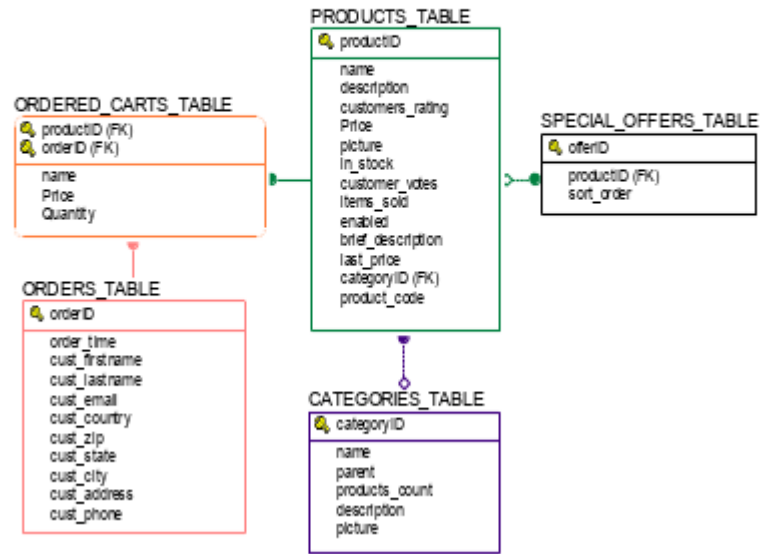 PRODUCTS_TABLE
productID
name
description
customers_rating
Price
picture
in_stock
customer_votes
items_sold
enabled
brief_description
last_price
categoryID (FK)
product_code
ORDERED_CARTS_TABLE
productID (FK)
orderID (FK)
name
Price
Quantity
SPECIAL_OFFERS_TABLE
offerID
productID (FK)
sort_order
ORDERS_TABLE
orderID
order_time
cust_firstname
cust_lastname
cust_email
cust_country
cust_zip
cust_state
cust_city
cust_address
cust_phone
CATEGORIES_TABLE
categoryID
name
parent
products_count
description
picture